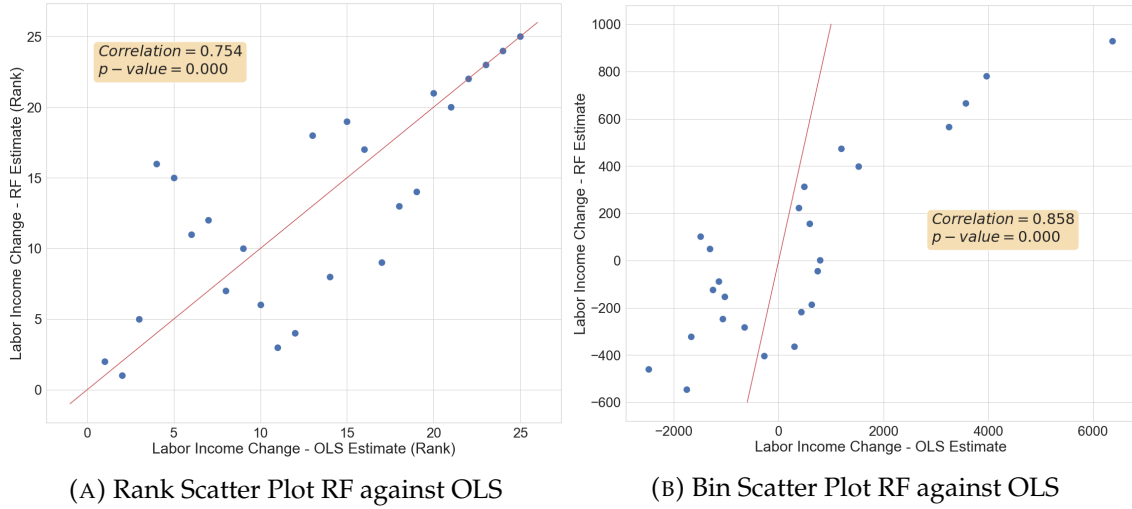 Correlation = 0.754
p − value = 0.000
Labor Income Change - RF Estimate (Rank)
25
20
15
10
5
0
0 5 10 15 20 25
Labor Income Change - OLS Estimate (Rank)
(A) Rank Scatter Plot RF against OLS
Correlation = 0.858
p − value = 0.000
Labor Income Change - RF Estimate
1000
800
600
400
200
0
−200
−400
−600
−2000 0 2000 4000 6000
Labor Income Change - OLS Estimate
(B) Bin Scatter Plot RF against OLS